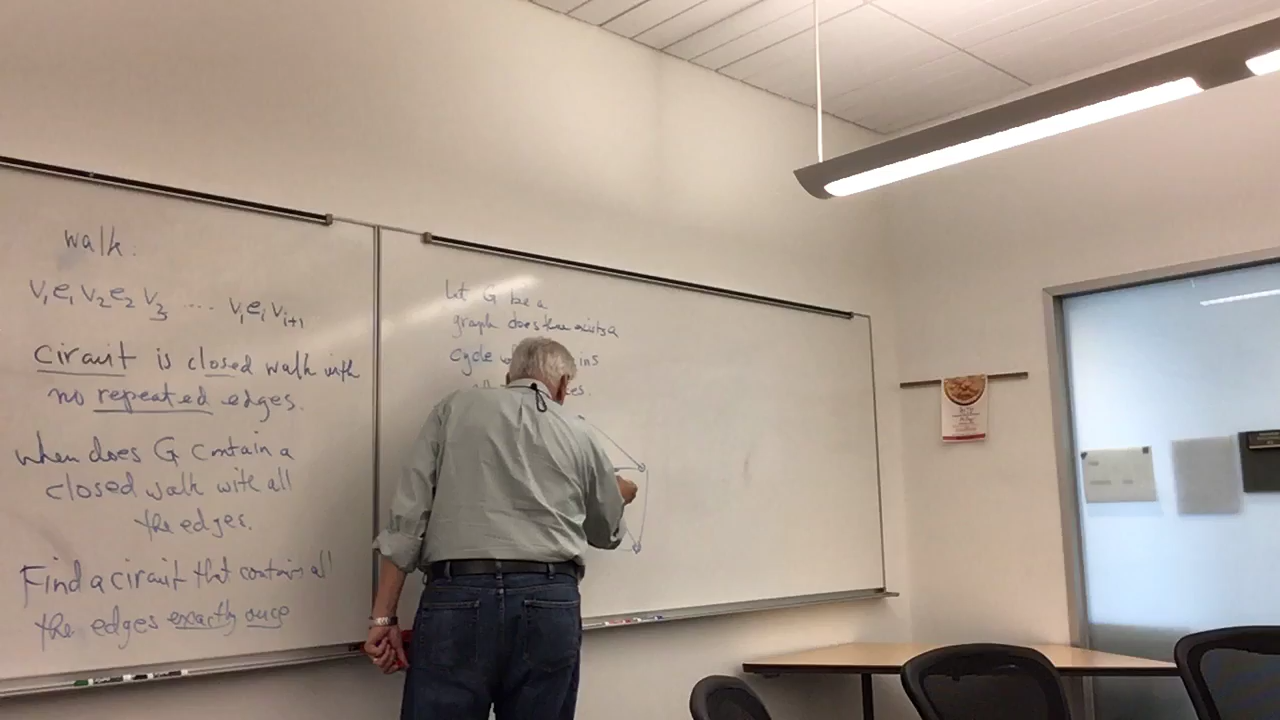 walk.
v₁e₁v₂e₂v₃ .... vᵢeᵢvᵢ₊₁
circuit is closed walk with
no repeated edges.
when does G contain a
closed walk with all
the edges.
Find a circuit that contains all
the edges exactly once
Let G be a
graph does there exists a
cycle